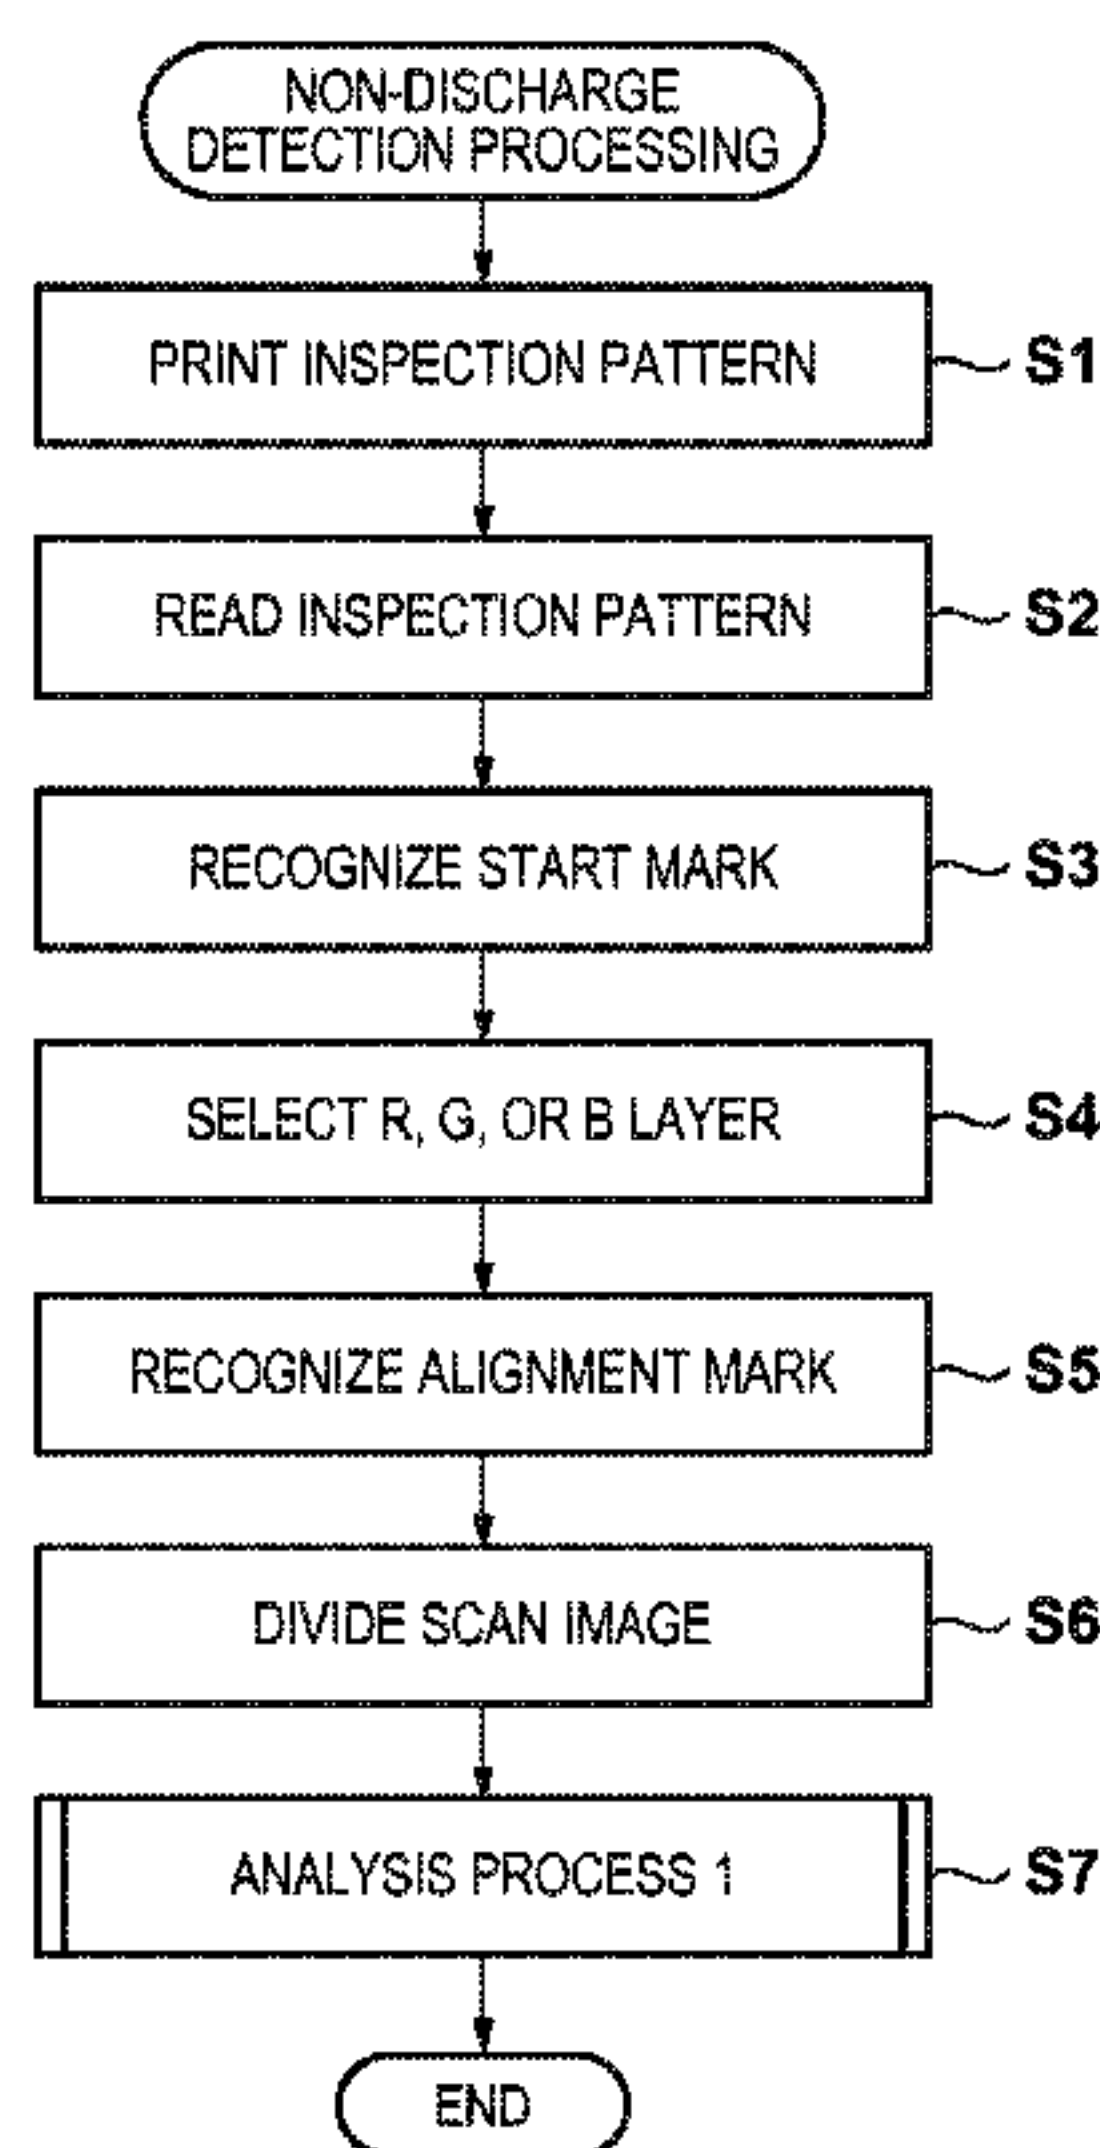 NON-DISCHARGE
DETECTION PROCESSING
PRINT INSPECTION PATTERN
S1
READ INSPECTION PATTERN
S2
RECOGNIZE START MARK
S3
SELECT R, G, OR B LAYER
S4
RECOGNIZE ALIGNMENT MARK
S5
DIVIDE SCAN IMAGE
S6
ANALYSIS PROCESS 1
S7
END